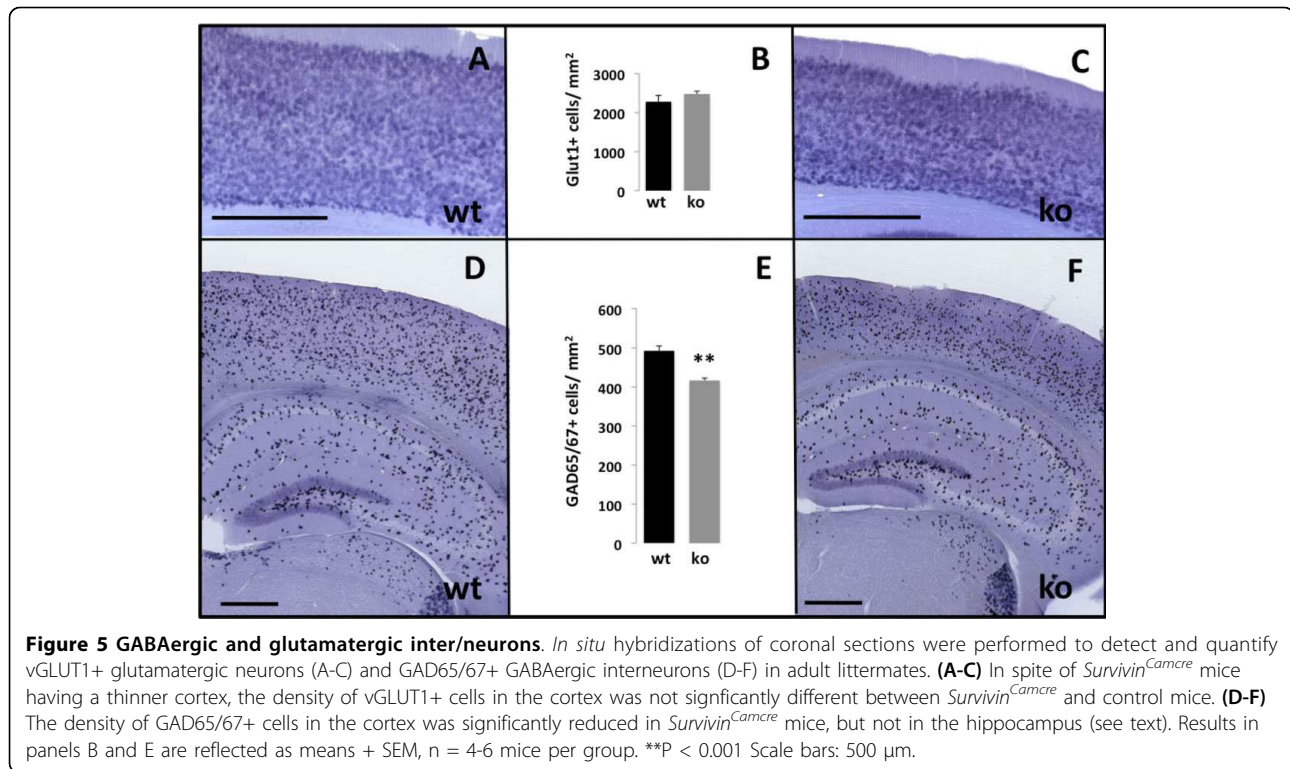 A
B
C
Glut1+ cells/ mm²
3000
2000
1000
0
wt
ko
wt
ko
D
E
F
GAD65/67+ cells/ mm²
600
500
400
300
200
100
0
**
wt
ko
wt
ko
Figure 5 GABAergic and glutamatergic inter/neurons. In situ hybridizations of coronal sections were performed to detect and quantify
vGLUT1+ glutamatergic neurons (A-C) and GAD65/67+ GABAergic interneurons (D-F) in adult littermates. (A-C) In spite of Survivin^Camcre mice
having a thinner cortex, the density of vGLUT1+ cells in the cortex was not signficantly different between Survivin^Camcre and control mice. (D-F)
The density of GAD65/67+ cells in the cortex was significantly reduced in Survivin^Camcre mice, but not in the hippocampus (see text). Results in
panels B and E are reflected as means + SEM, n = 4-6 mice per group. **P < 0.001 Scale bars: 500 μm.